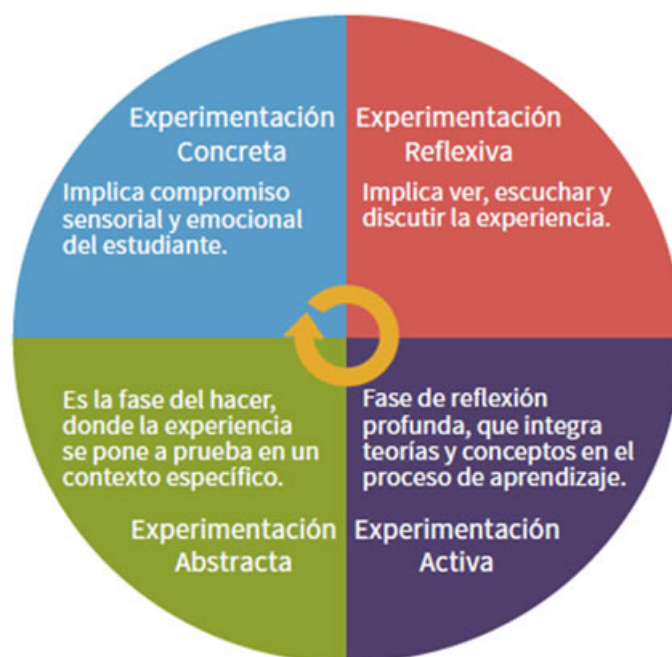 Experimentación
Concreta
Implica compromiso
sensorial y emocional
del estudiante.
Experimentación
Reflexiva
Implica ver, escuchar y
discutir la experiencia.
Es la fase del hacer,
donde la experiencia
se pone a prueba en un
contexto específico.
Experimentación
Abstracta
Fase de reflexión
profunda, que integra
teorías y conceptos en el
proceso de aprendizaje.
Experimentación
Activa